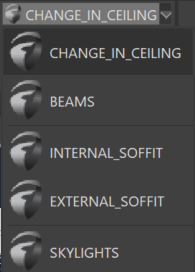 CHANGE_IN_CEILING
CHANGE_IN_CEILING
BEAMS
INTERNAL_SOFFIT
EXTERNAL_SOFFIT
SKYLIGHTS